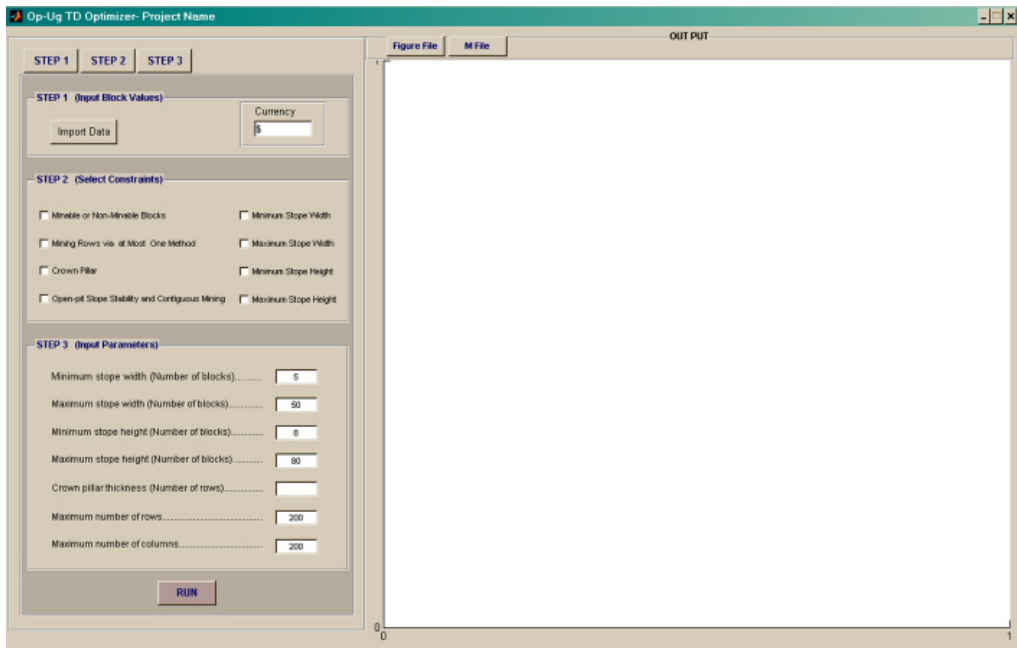 Op-Ug TD Optimizer- Project Name
STEP 1 STEP 2 STEP 3
STEP 1 (Input Block Values)
Import Data
Currency
$
STEP 2 (Select Constraints)
Minable or Non-Minable Blocks
Minimum Stope Width
Mining Rows via at Most One Method
Maximum Stope Width
Crown Pillar
Minimum Stope Height
Open-pit Slope Stability and Contiguous Mining
Maximum Stope Height
STEP 3 (Input Parameters)
Minimum stope width (Number of blocks)......... 5
Maximum stope width (Number of blocks)........... 50
Minimum stope height (Number of blocks)........... 8
Maximum stope height (Number of blocks)........... 80
Crown pillar thickness (Number of rows)..............
Maximum number of rows.................................... 200
Maximum number of columns.............................. 200
RUN
Figure File M File
OUT PUT
1
0
0 1